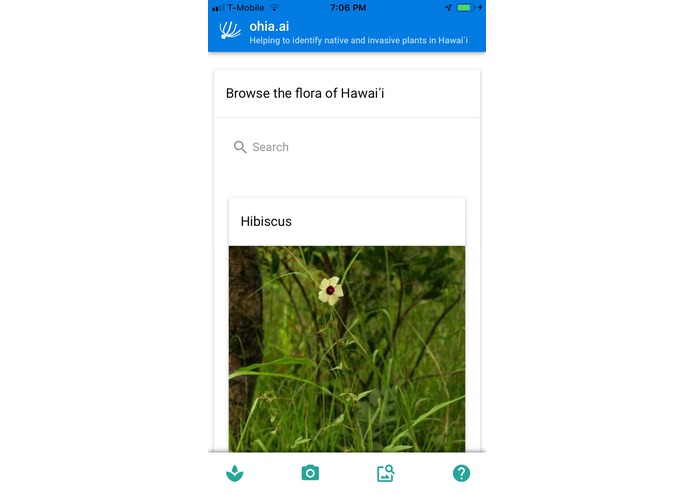 T-Mobile 7:06 PM
ohia.ai
Helping to identify native and invasive plants in Hawaiʻi
Browse the flora of Hawaiʻi
Search
Hibiscus
?